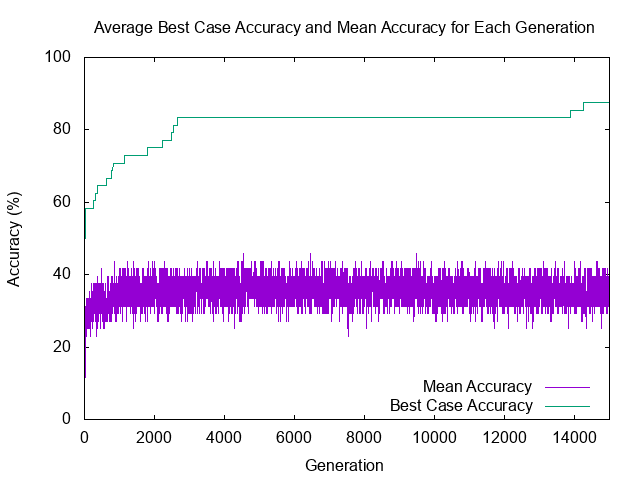 Average Best Case Accuracy and Mean Accuracy for Each Generation
100
80
60
40
20
0
Accuracy (%)
Mean Accuracy
Best Case Accuracy
0 2000 4000 6000 8000 10000 12000 14000
Generation